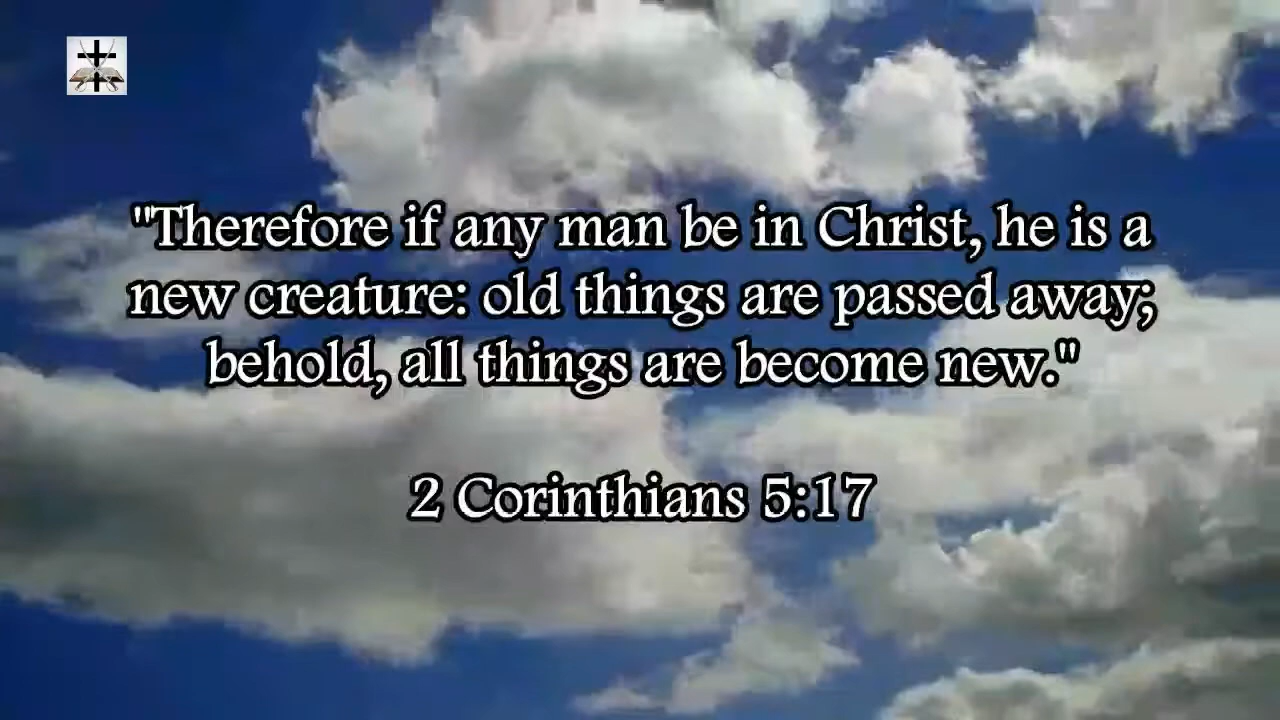 "Therefore if any man be in Christ, he is a
new creature: old things are passed away;
behold, all things are become new."
2 Corinthians 5:17